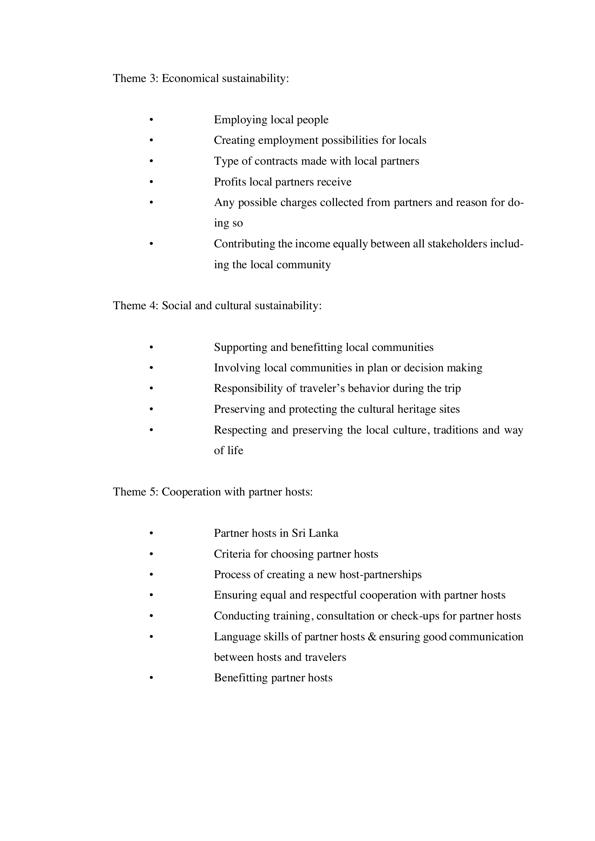 Theme 3: Economical sustainability:
• Employing local people
• Creating employment possibilities for locals
• Type of contracts made with local partners
• Profits local partners receive
• Any possible charges collected from partners and reason for do-
ing so
• Contributing the income equally between all stakeholders includ-
ing the local community
Theme 4: Social and cultural sustainability:
• Supporting and benefitting local communities
• Involving local communities in plan or decision making
• Responsibility of traveler's behavior during the trip
• Preserving and protecting the cultural heritage sites
• Respecting and preserving the local culture, traditions and way
of life
Theme 5: Cooperation with partner hosts:
• Partner hosts in Sri Lanka
• Criteria for choosing partner hosts
• Process of creating a new host-partnerships
• Ensuring equal and respectful cooperation with partner hosts
• Conducting training, consultation or check-ups for partner hosts
• Language skills of partner hosts & ensuring good communication
between hosts and travelers
• Benefitting partner hosts